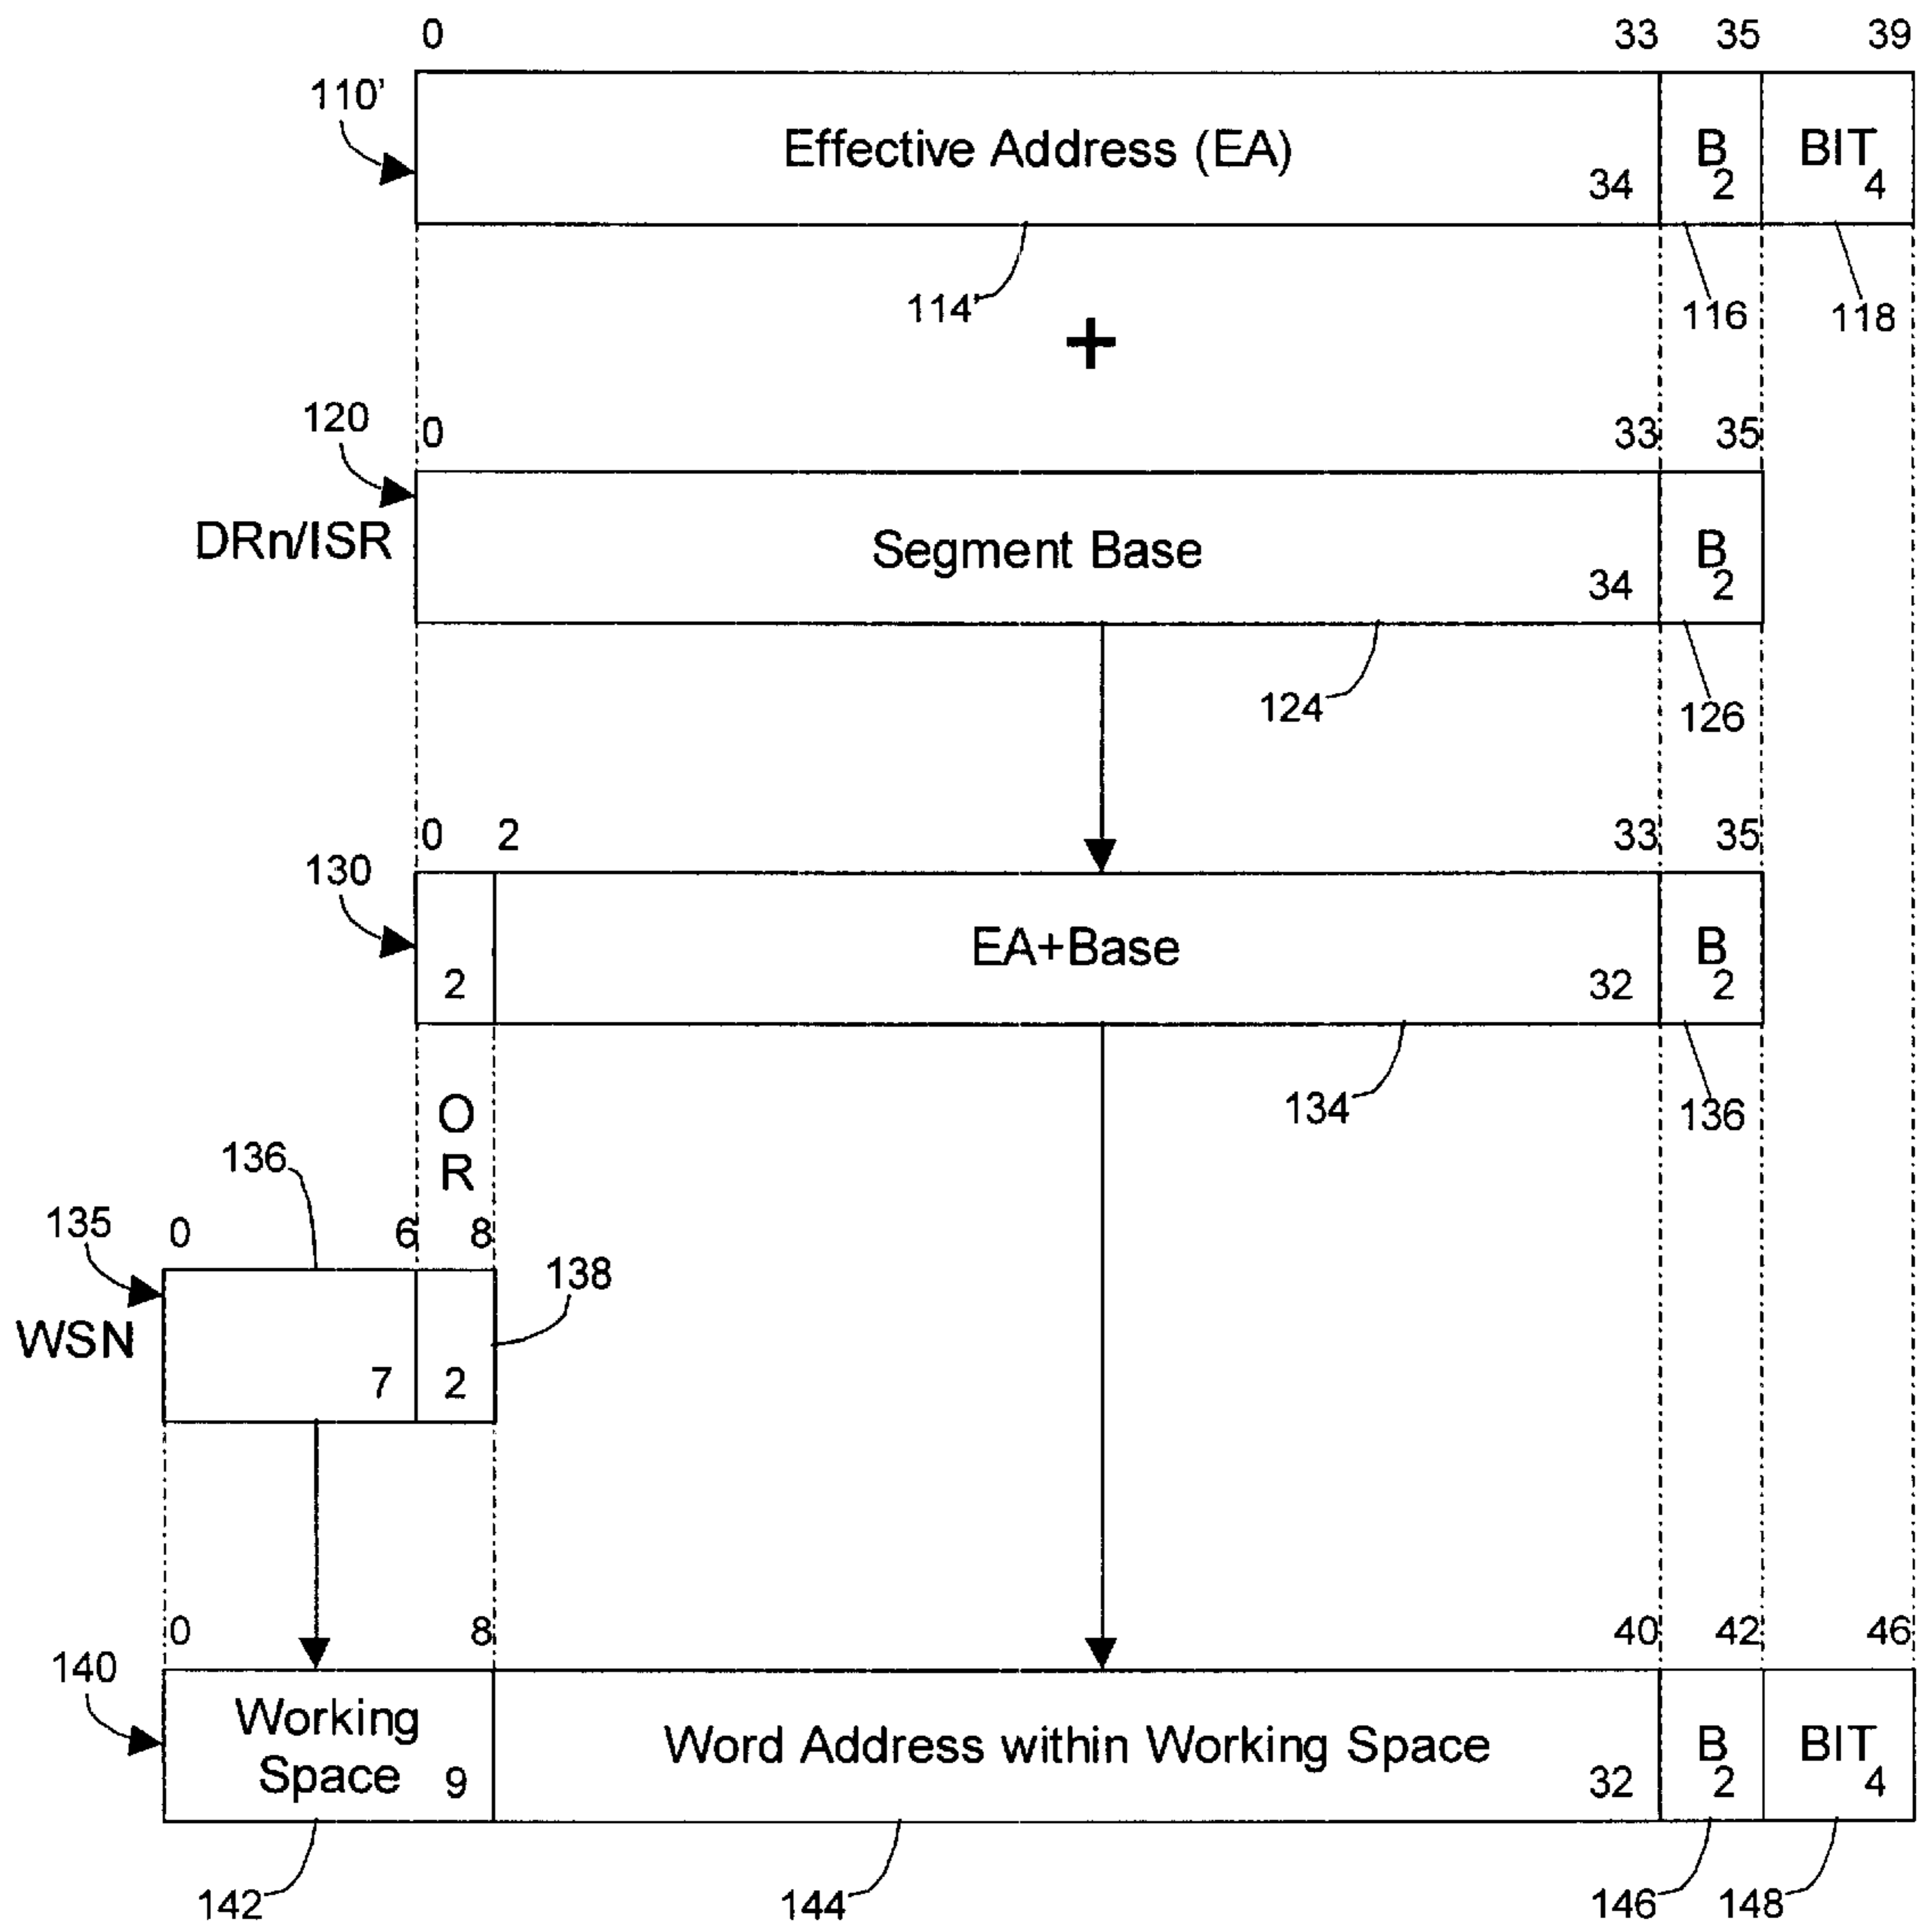 0 33 35 39
110'
Effective Address (EA) 34 B 2 BIT 4
114' 116 118
+
120 0 33 35
DRn/ISR Segment Base 34 B 2
124 126
0 2 33 35
130
2 EA+Base 32 B 2
134 136
O
R
136
135 0 6 8
138
WSN 7 2
0 8 40 42 46
140
Working
Space 9 Word Address within Working Space 32 B 2 BIT 4
142 144 146 148